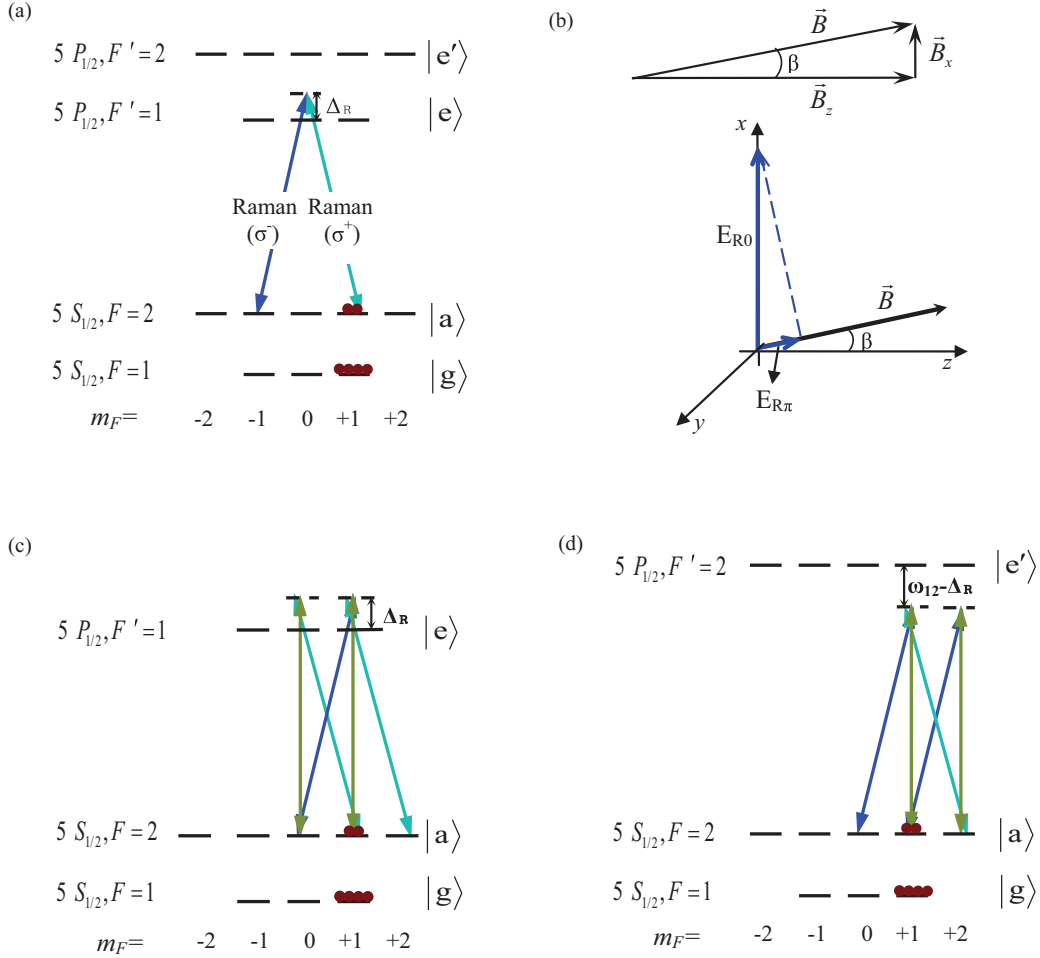 (a)
5 P1/2, F ' = 2 |e′⟩
ΔR
5 P1/2, F ' = 1 |e⟩
Raman Raman
(σ-) (σ+)
5 S1/2, F = 2 |a⟩
5 S1/2, F = 1 |g⟩
mF= -2 -1 0 +1 +2
(b)
B⃗
β
B⃗x
B⃗z
x
ER0
B⃗
β
z
ERπ
y
(c)
5 P1/2, F ' = 1 ΔR |e⟩
5 S1/2, F = 2 |a⟩
5 S1/2, F = 1 |g⟩
mF= -2 -1 0 +1 +2
(d)
5 P1/2, F ' = 2 |e′⟩
ω12-ΔR
5 S1/2, F = 2 |a⟩
5 S1/2, F = 1 |g⟩
mF= -2 -1 0 +1 +2